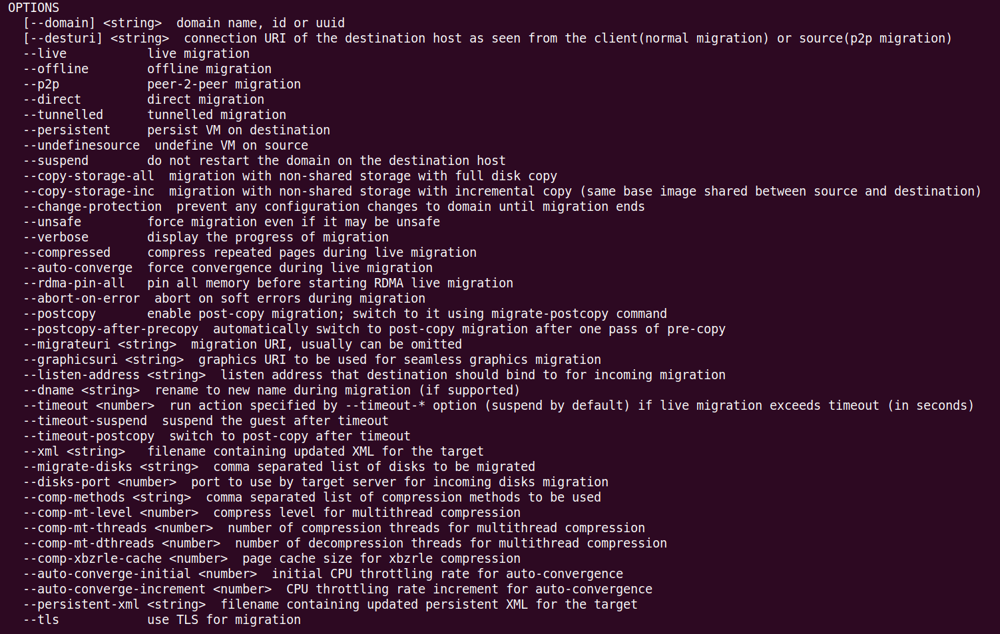 OPTIONS
[--domain] <string>  domain name, id or uuid
[--desturi] <string>  connection URI of the destination host as seen from the client(normal migration) or source(p2p migration)
--live           live migration
--offline        offline migration
--p2p            peer-2-peer migration
--direct         direct migration
--tunnelled      tunnelled migration
--persistent     persist VM on destination
--undefinesource  undefine VM on source
--suspend        do not restart the domain on the destination host
--copy-storage-all  migration with non-shared storage with full disk copy
--copy-storage-inc  migration with non-shared storage with incremental copy (same base image shared between source and destination)
--change-protection  prevent any configuration changes to domain until migration ends
--unsafe         force migration even if it may be unsafe
--verbose        display the progress of migration
--compressed     compress repeated pages during live migration
--auto-converge  force convergence during live migration
--rdma-pin-all   pin all memory before starting RDMA live migration
--abort-on-error  abort on soft errors during migration
--postcopy       enable post-copy migration; switch to it using migrate-postcopy command
--postcopy-after-precopy  automatically switch to post-copy migration after one pass of pre-copy
--migrateuri <string>  migration URI, usually can be omitted
--graphicsuri <string>  graphics URI to be used for seamless graphics migration
--listen-address <string>  listen address that destination should bind to for incoming migration
--dname <string>  rename to new name during migration (if supported)
--timeout <number>  run action specified by --timeout-* option (suspend by default) if live migration exceeds timeout (in seconds)
--timeout-suspend  suspend the guest after timeout
--timeout-postcopy  switch to post-copy after timeout
--xml <string>   filename containing updated XML for the target
--migrate-disks <string>  comma separated list of disks to be migrated
--disks-port <number>  port to use by target server for incoming disks migration
--comp-methods <string>  comma separated list of compression methods to be used
--comp-mt-level <number>  compress level for multithread compression
--comp-mt-threads <number>  number of compression threads for multithread compression
--comp-mt-dthreads <number>  number of decompression threads for multithread compression
--comp-xbzrle-cache <number>  page cache size for xbzrle compression
--auto-converge-initial <number>  initial CPU throttling rate for auto-convergence
--auto-converge-increment <number>  CPU throttling rate increment for auto-convergence
--persistent-xml <string>  filename containing updated persistent XML for the target
--tls            use TLS for migration